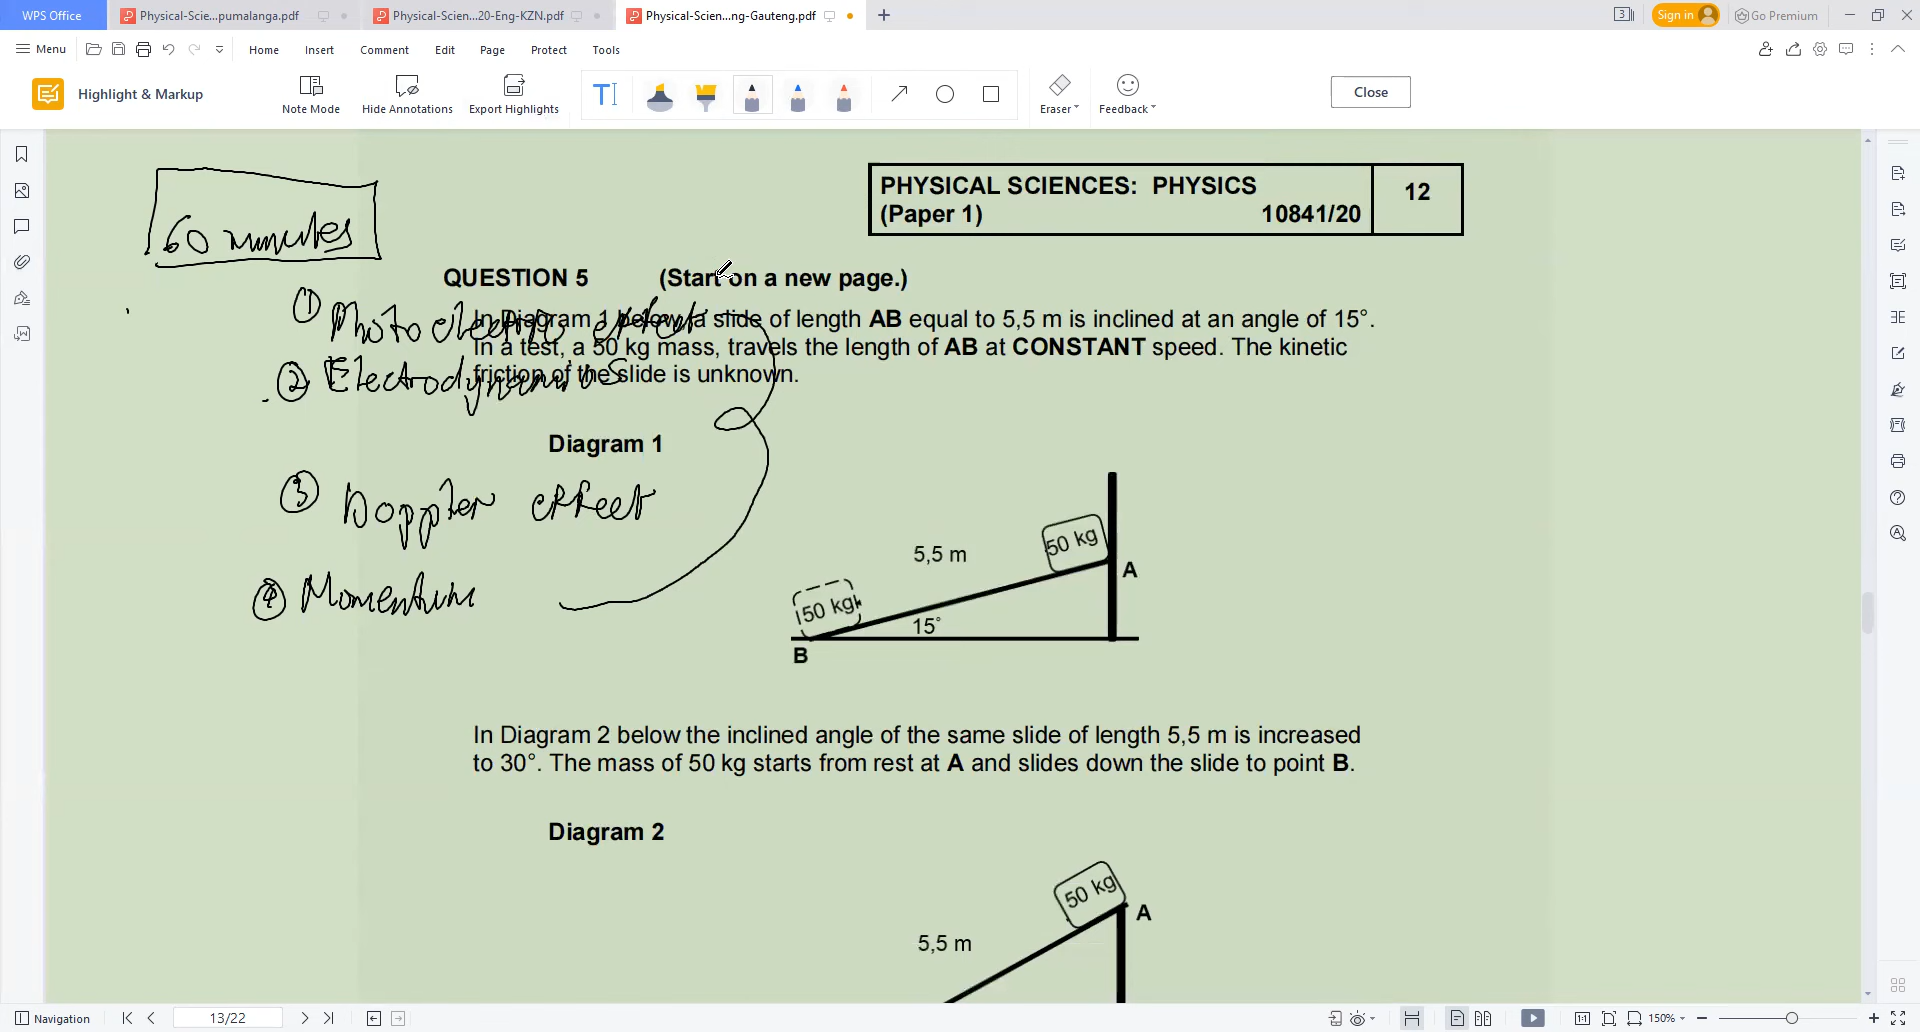 WPS Office
Physical-Scie...pumalanga.pdf
Physical-Scien...20-Eng-KZN.pdf
Physical-Scien...ng-Gauteng.pdf
+
3
Sign in
Go Premium
Menu
Home
Insert
Comment
Edit
Page
Protect
Tools
Highlight & Markup
Note Mode
Hide Annotations
Export Highlights
T
Eraser
Feedback
Close
PHYSICAL SCIENCES: PHYSICS
(Paper 1) 10841/20
12
60 minutes
QUESTION 5 (Start on a new page.)
① Photo electric effect
② Electrodynamics
③ Doppler effect
④ Momentum
In Diagram 1 below, a slide of length AB equal to 5,5 m is inclined at an angle of 15°.
In a test, a 50 kg mass, travels the length of AB at CONSTANT speed. The kinetic
friction of the slide is unknown.
Diagram 1
50 kg
5,5 m
A
50 kg
15°
B
In Diagram 2 below the inclined angle of the same slide of length 5,5 m is increased
to 30°. The mass of 50 kg starts from rest at A and slides down the slide to point B.
Diagram 2
50 kg
A
5,5 m
Navigation
13/22
1:1
150%